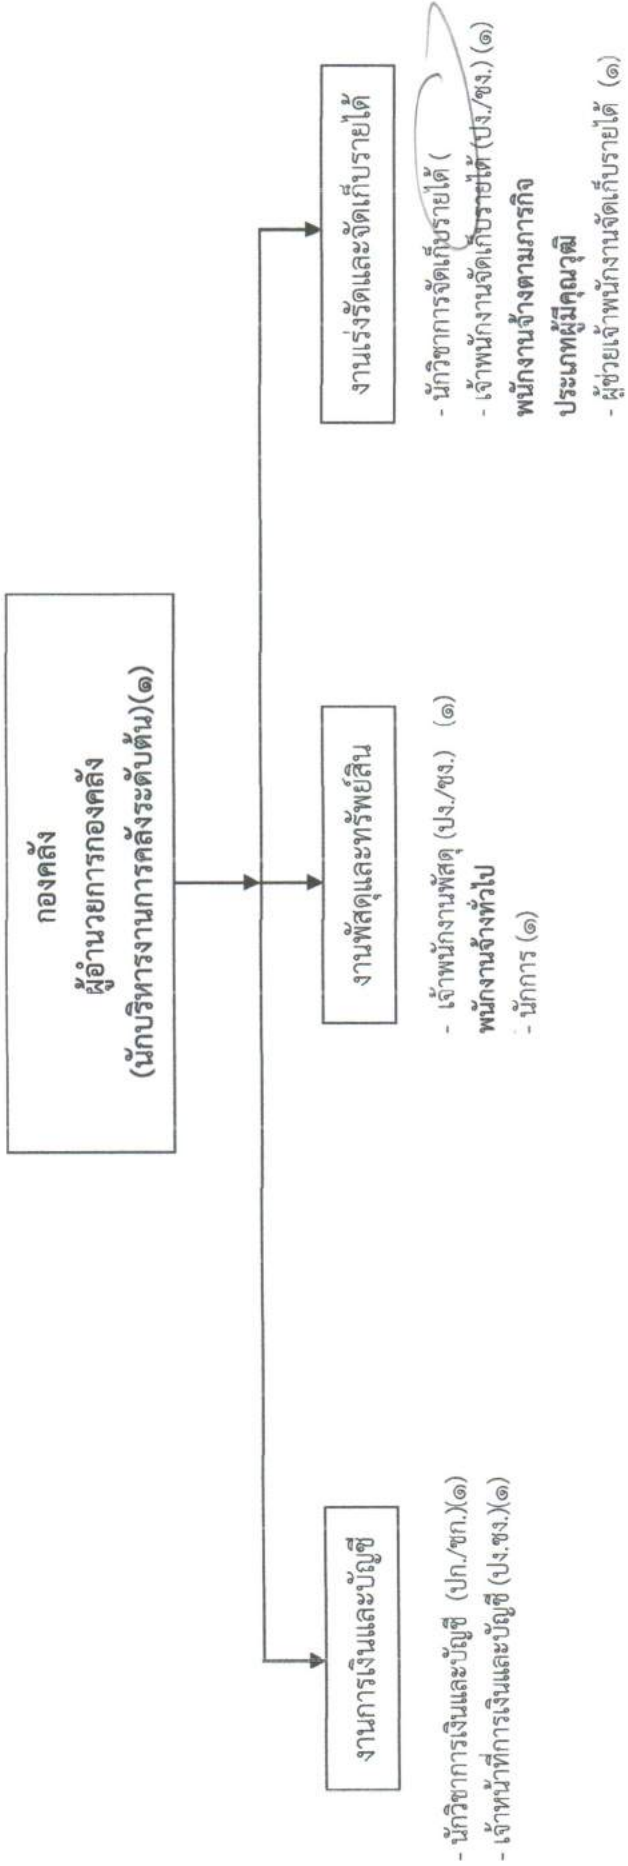 กองคลัง
ผู้อำนวยการกองคลัง
(นักบริหารงานการคลังระดับต้น)(๑)
งานการเงินและบัญชี
- นักวิชาการเงินและบัญชี (ปก./ชก.)(๑)
- เจ้าหน้าที่การเงินและบัญชี (ปง.ชง.)(๑)
งานพัสดุและทรัพย์สิน
- เจ้าพนักงานพัสดุ (ปง./ชง.) (๑)
พนักงานจ้างทั่วไป
- นักการ (๑)
งานเร่งรัดและจัดเก็บรายได้
- นักวิชาการจัดเก็บรายได้ (
- เจ้าพนักงานจัดเก็บรายได้ (ปง./ชง.) (๑)
พนักงานจ้างตามภารกิจ
ประเภทผู้มีคุณวุฒิ
- ผู้ช่วยเจ้าพนักงานจัดเก็บรายได้ (๑)